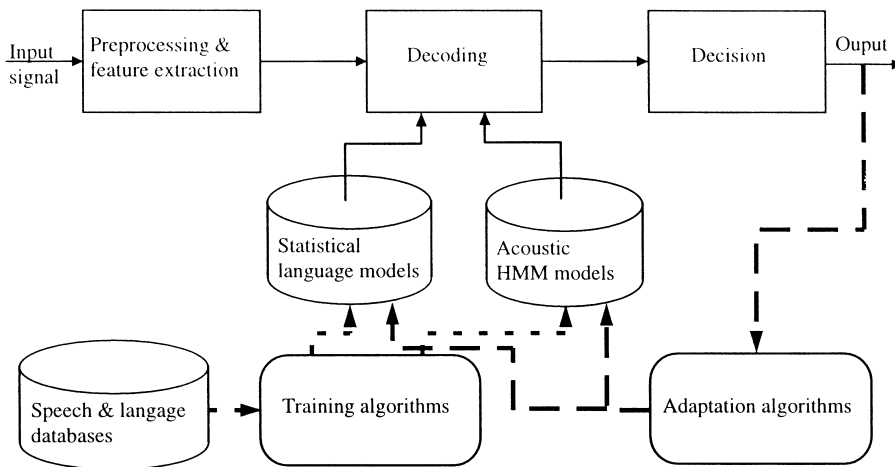 Input
signal
Preprocessing &
feature extraction
Decoding
Decision
Ouput
Statistical
language models
Acoustic
HMM models
Speech & langage
databases
Training algorithms
Adaptation algorithms